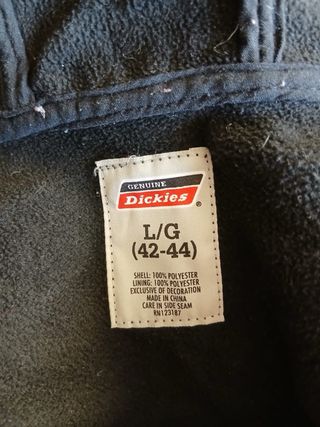 GENUINE
Dickies®
L/G
(42-44)
SHELL: 100% POLYESTER
LINING: 100% POLYESTER
EXCLUSIVE OF DECORATION
MADE IN CHINA
CARE IN SIDE SEAM
RN123187